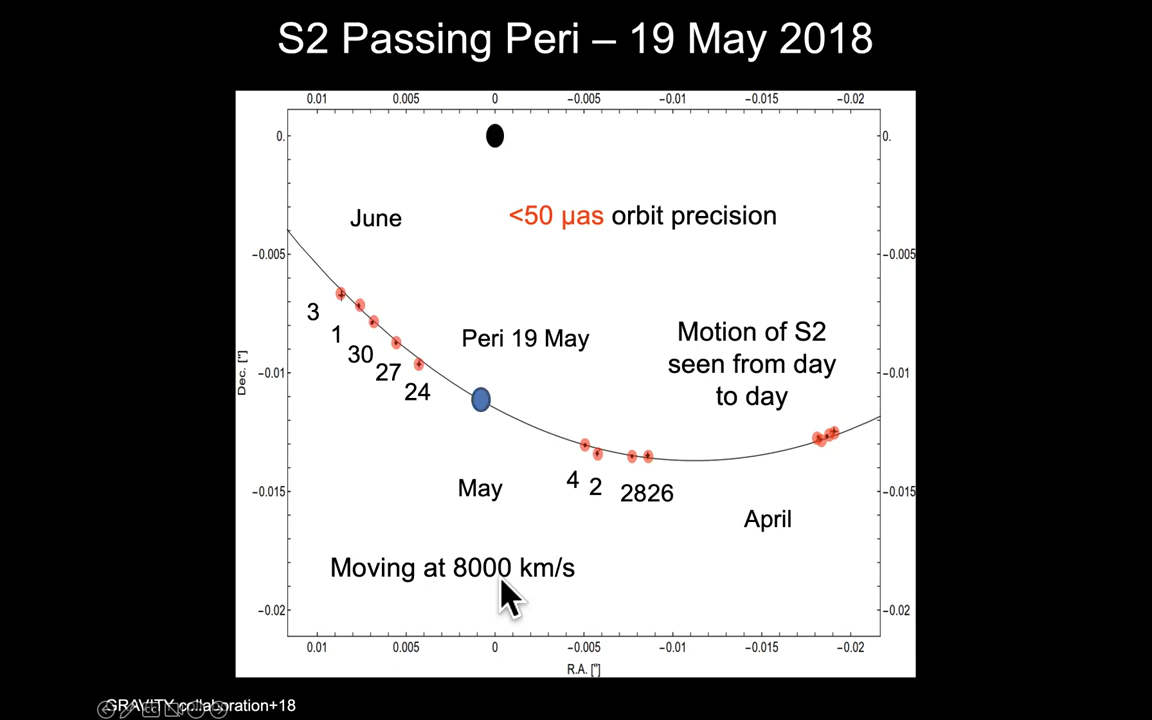 S2 Passing Peri – 19 May 2018
0.01 0.005 0 −0.005 −0.01 −0.015 −0.02
0. 0.
June
<50 µas orbit precision
−0.005 −0.005
3
1
30
27
24
Peri 19 May
Motion of S2
seen from day
to day
Dec. ["]
−0.01 −0.01
4 2 2826
May
−0.015 −0.015
April
Moving at 8000 km/s
−0.02 −0.02
0.01 0.005 0 −0.005 −0.01 −0.015 −0.02
R.A. ["]
GRAVITY collaboration+18